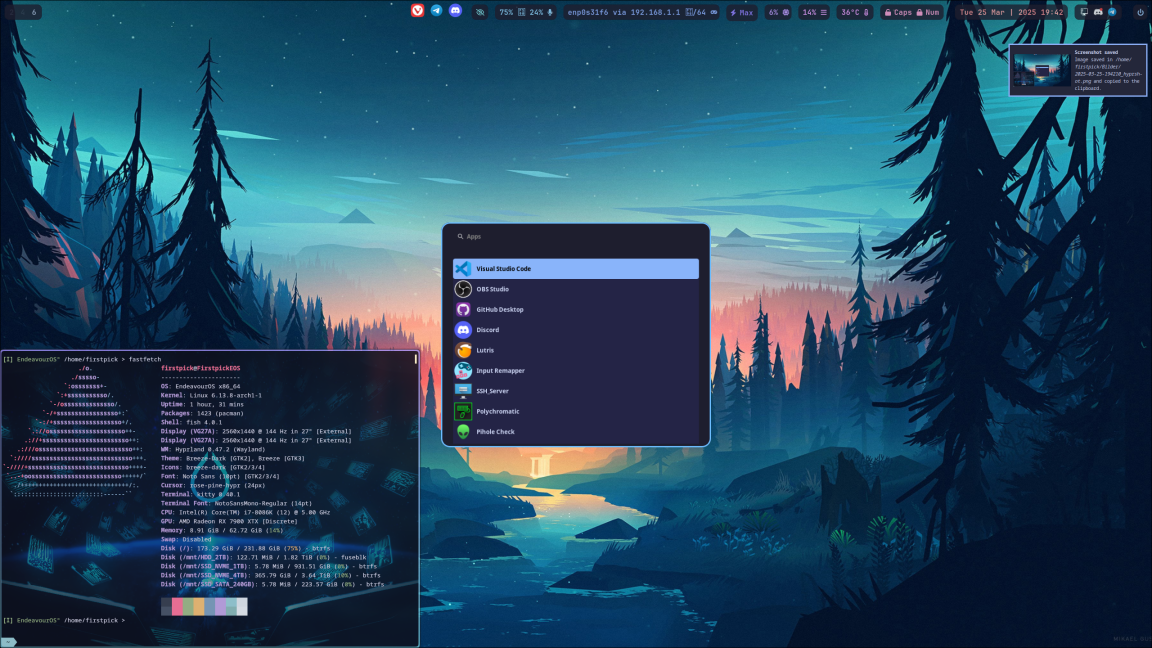 6
75% 24%
enp0s31f6 via 192.168.1.1 /64
Max
6%
14%
36°C
Caps Num
Tue 25 Mar | 2025 19:42
Screenshot saved
Image saved in /home/
firstpick/Bilder/
2025-03-25-194210_hyprsh
ot.png and copied to the
clipboard.
Apps
Visual Studio Code
OBS Studio
GitHub Desktop
Discord
Lutris
Input Remapper
SSH_Server
Polychromatic
Pihole Check
[I] EndeavourOS~ /home/firstpick > fastfetch
firstpick@FirstpickEOS
----------------------
OS: EndeavourOS x86_64
Kernel: Linux 6.13.8-arch1-1
Uptime: 1 hour, 31 mins
Packages: 1423 (pacman)
Shell: fish 4.0.1
Display (VG27A): 2560x1440 @ 144 Hz in 27" [External]
Display (VG27A): 2560x1440 @ 144 Hz in 27" [External]
WM: Hyprland 0.47.2 (Wayland)
Theme: Breeze-Dark [GTK2], Breeze [GTK3]
Icons: breeze-dark [GTK2/3/4]
Font: Noto Sans (10pt) [GTK2/3/4]
Cursor: rose-pine-hypr (24px)
Terminal: kitty 0.40.1
Terminal Font: NotoSansMono-Regular (14pt)
CPU: Intel(R) Core(TM) i7-8086K (12) @ 5.00 GHz
GPU: AMD Radeon RX 7900 XTX [Discrete]
Memory: 8.91 GiB / 62.72 GiB (14%)
Swap: Disabled
Disk (/): 173.29 GiB / 231.88 GiB (75%) - btrfs
Disk (/mnt/HDD_2TB): 122.71 MiB / 1.82 TiB (0%) - fuseblk
Disk (/mnt/SSD_NVME_1TB): 5.78 MiB / 931.51 GiB (0%) - btrfs
Disk (/mnt/SSD_NVME_4TB): 365.79 GiB / 3.64 TiB (10%) - btrfs
Disk (/mnt/SSD_SATA_240GB): 5.78 MiB / 223.57 GiB (0%) - btrfs
[I] EndeavourOS~ /home/firstpick >